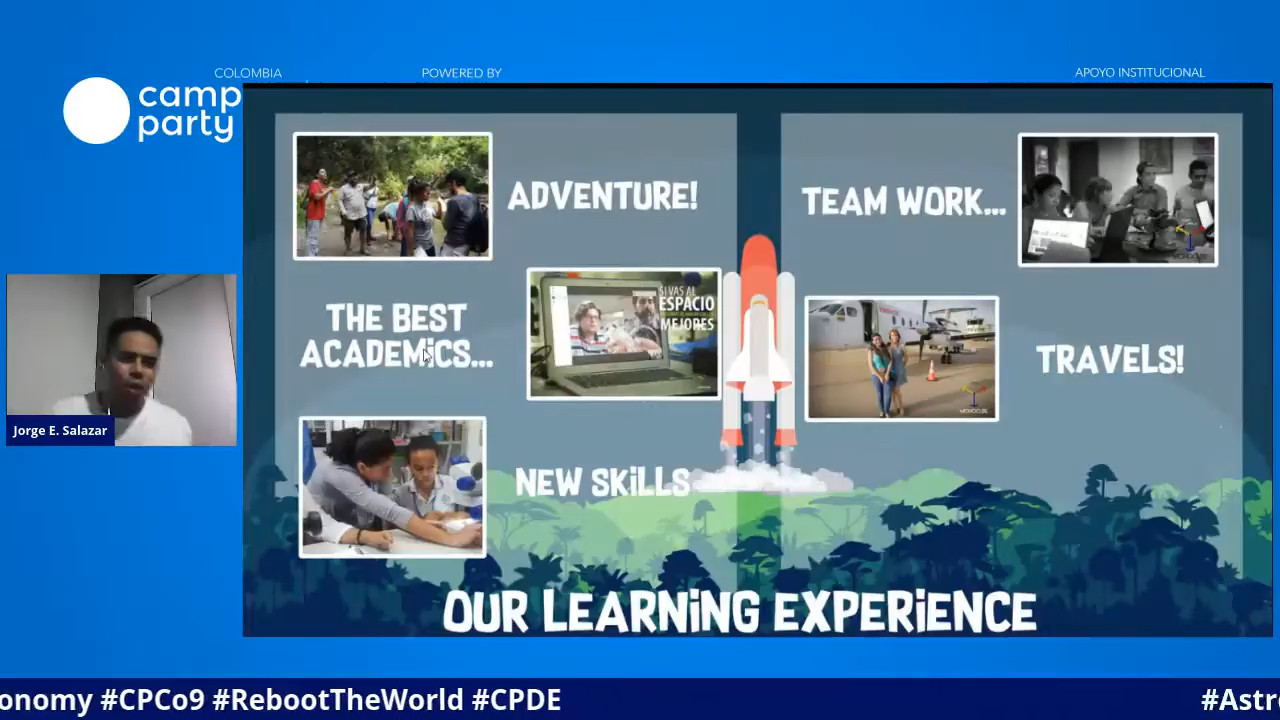 COLOMBIA
POWERED BY
APOYO INSTITUCIONAL
camp
party
ADVENTURE!
TEAM WORK...
THE BEST
ACADEMiCS...
SI VAS AL
ESPACIO
MEJORES
TRAVELS!
NEW SKiLLS
OUR LEARNiNG EXPERiENCE
Jorge E. Salazar
onomy #CPCo9 #RebootTheWorld #CPDE
#Astr